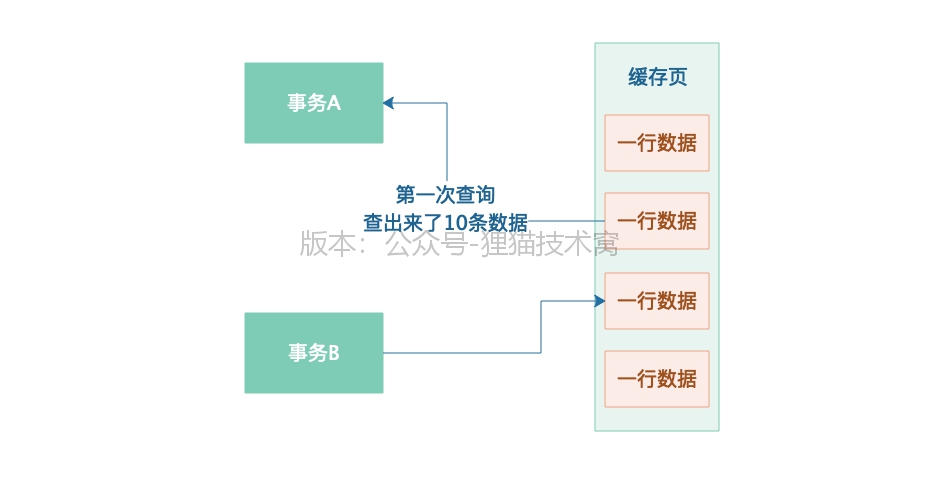 缓存页
事务A
一行数据
第一次查询
查出来了10条数据
一行数据
版本：公众号-狸猫技术窝
一行数据
事务B
一行数据